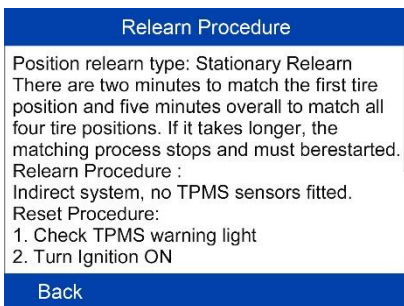 Relearn Procedure
Position relearn type: Stationary Relearn
There are two minutes to match the first tire
position and five minutes overall to match all
four tire positions. If it takes longer, the
matching process stops and must berestarted.
Relearn Procedure :
Indirect system, no TPMS sensors fitted.
Reset Procedure:
1. Check TPMS warning light
2. Turn Ignition ON
Back